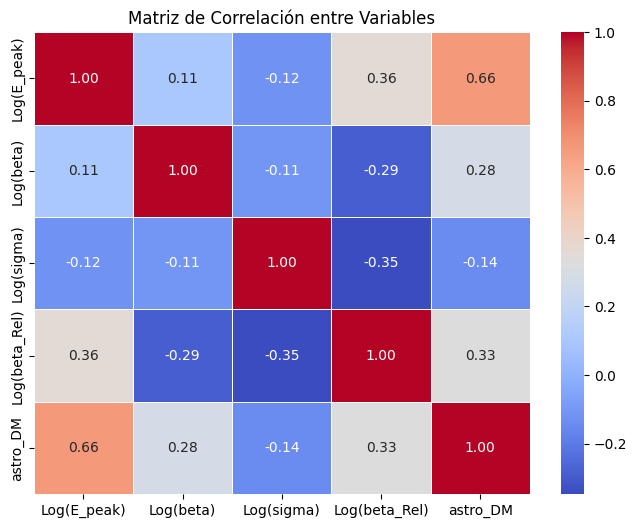 Matriz de Correlación entre Variables
Log(E_peak) 1.00 0.11 -0.12 0.36 0.66
Log(beta) 0.11 1.00 -0.11 -0.29 0.28
Log(sigma) -0.12 -0.11 1.00 -0.35 -0.14
Log(beta_Rel) 0.36 -0.29 -0.35 1.00 0.33
astro_DM 0.66 0.28 -0.14 0.33 1.00
Log(E_peak) Log(beta) Log(sigma) Log(beta_Rel) astro_DM
1.0
0.8
0.6
0.4
0.2
0.0
−0.2